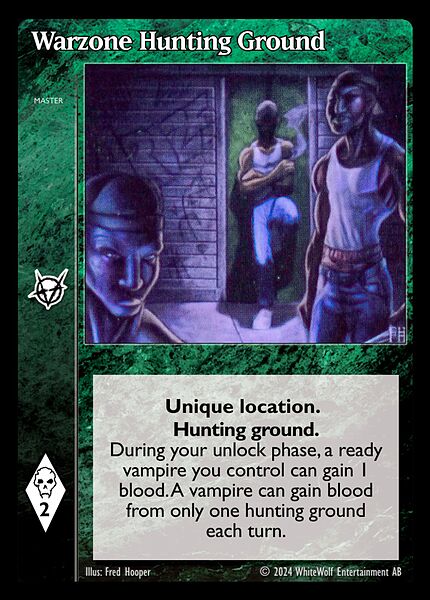 Warzone Hunting Ground
MASTER
Unique location.
Hunting ground.
During your unlock phase, a ready
vampire you control can gain 1
blood. A vampire can gain blood
from only one hunting ground
each turn.
2
Illus: Fred Hooper
© 2024 WhiteWolf Entertainment AB